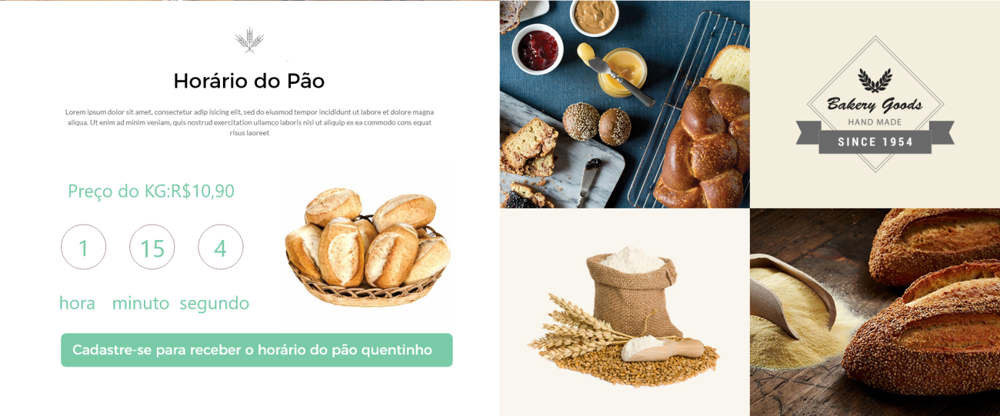 Horário do Pão
Lorem ipsum dolor sit amet, consectetur adip isicing elit, sed do eiusmod tempor incididunt ut labore et dolore magna
aliqua. Ut enim ad minim veniam, quis nostrud exercitation ullamco laboris nisi ut aliquip ex ea commodo cons equat
risus laoreet
Preço do KG:R$10,90
1 15 4
hora minuto segundo
Cadastre-se para receber o horário do pão quentinho
Bakery Goods
HAND MADE
SINCE 1954